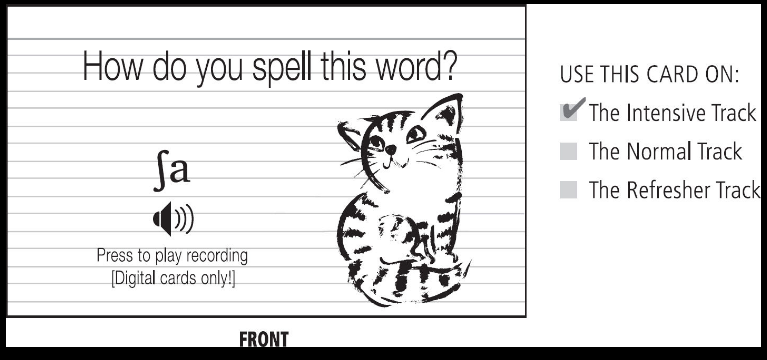 How do you spell this word?
ʃa
Press to play recording
[Digital cards only!]
FRONT
USE THIS CARD ON:
The Intensive Track
The Normal Track
The Refresher Track